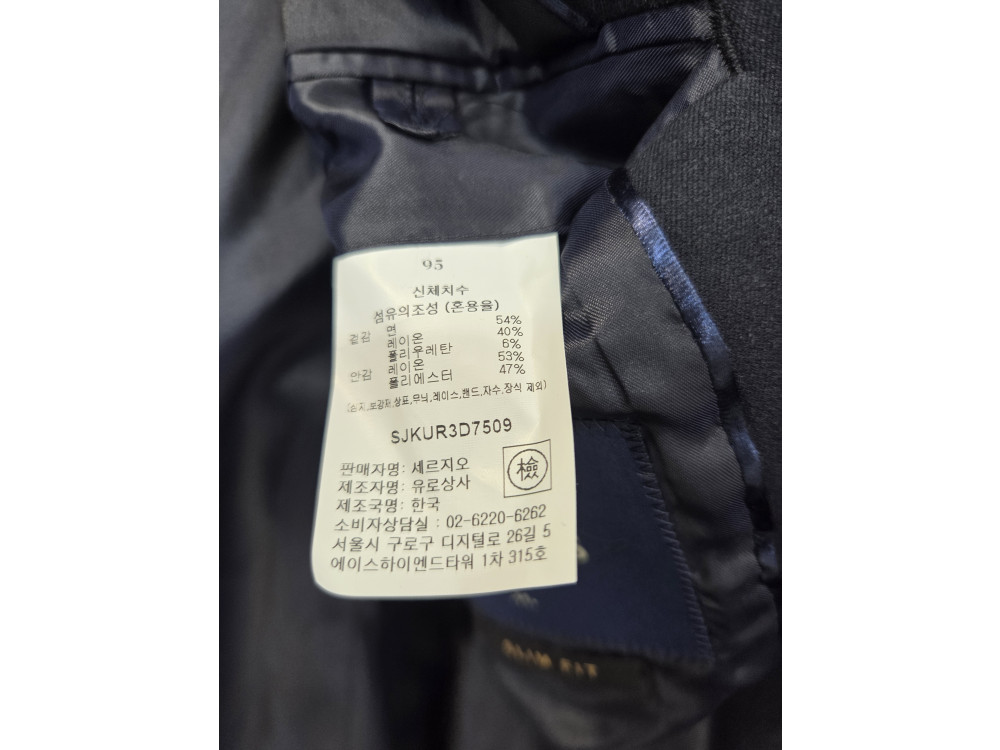 95
신체치수
섬유의조성 (혼용율)
겉감 면 54%
레이온 40%
폴리우레탄 6%
안감 레이온 53%
폴리에스터 47%
(심지,보강재,상표,무늬,레이스,밴드,자수,장식 제외)
SJKUR3D7509
판매자명: 세르지오
檢
제조자명: 유로상사
제조국명: 한국
소비자상담실 : 02-6220-6262
서울시 구로구 디지털로 26길 5
에이스하이엔드타워 1차 315호
SLIM FIT